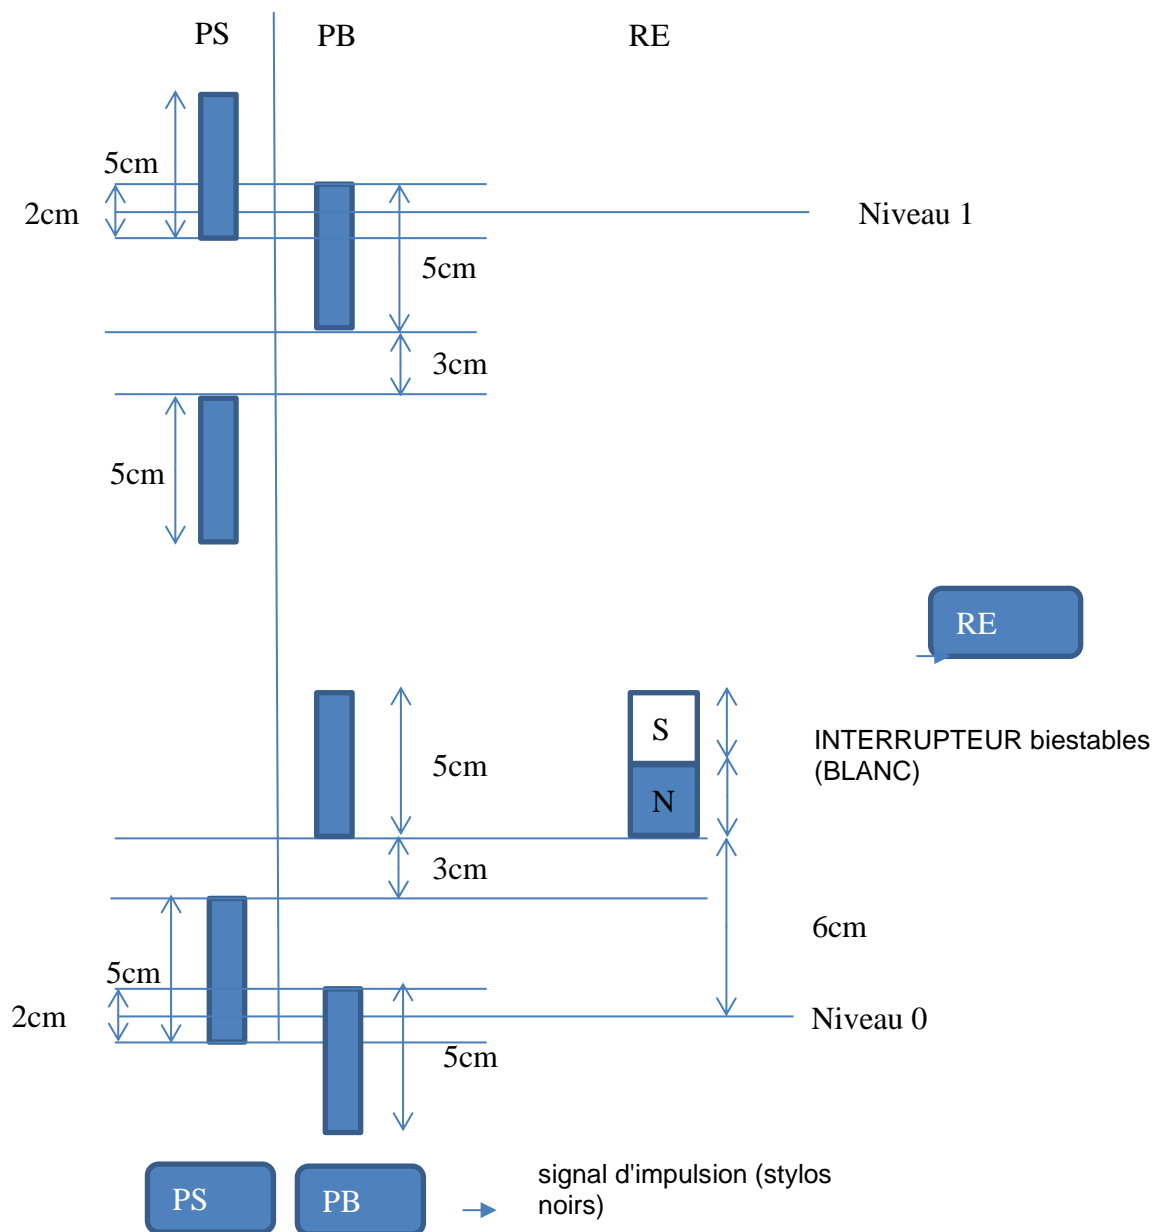 PS
PB
RE
5cm
2cm
Niveau 1
5cm
3cm
5cm
RE
S
INTERRUPTEUR biestables
(BLANC)
5cm
N
3cm
6cm
5cm
2cm
Niveau 0
5cm
PS
PB
signal d'impulsion (stylos
noirs)